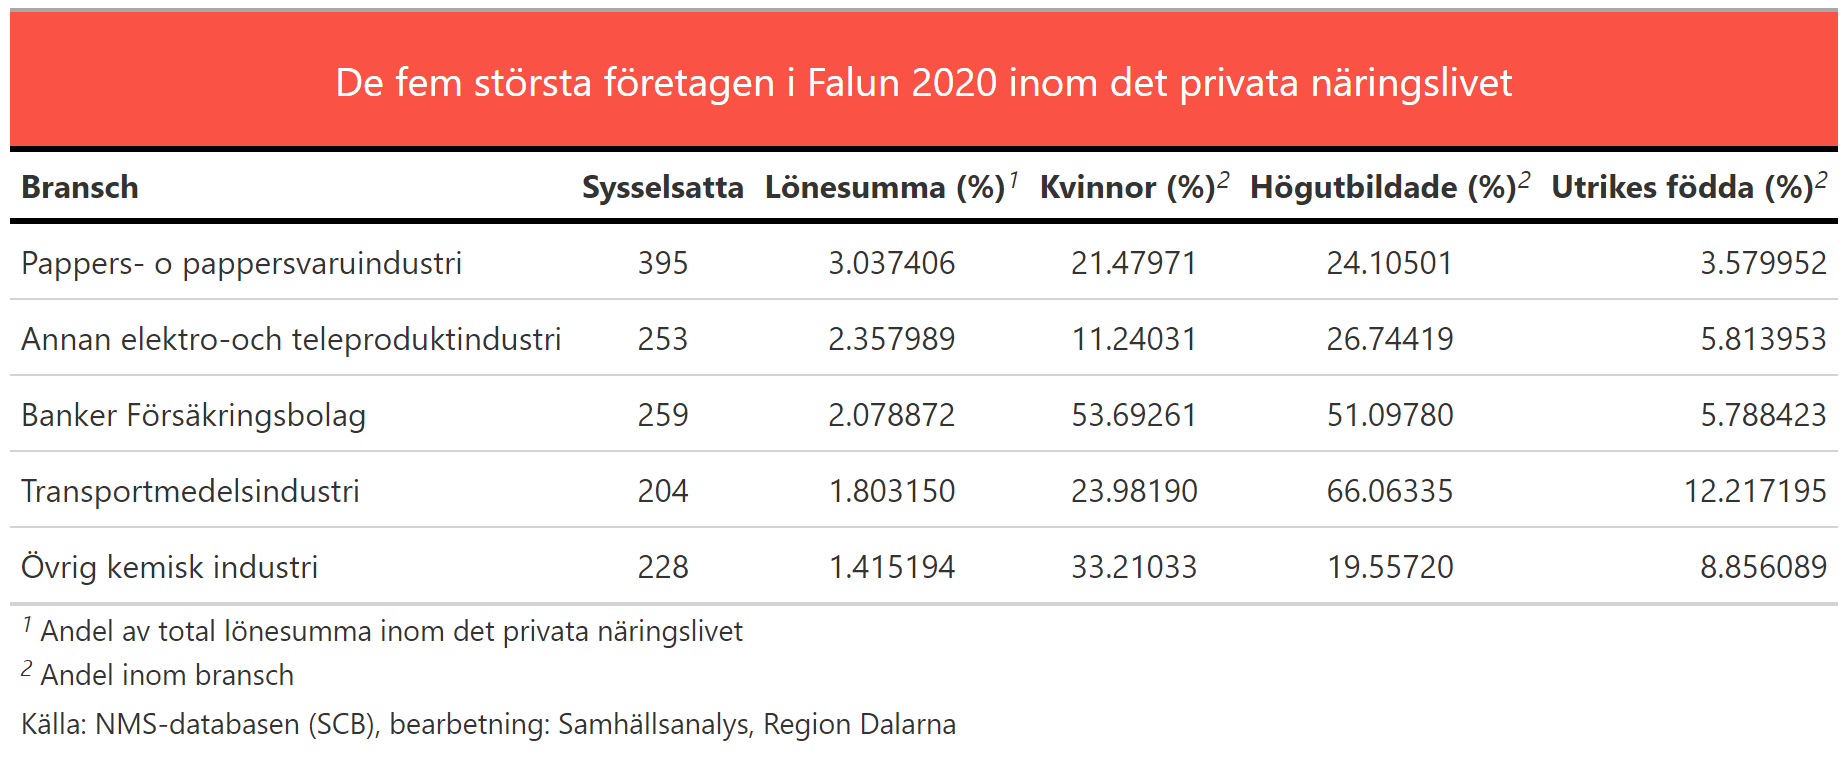 De fem största företagen i Falun 2020 inom det privata näringslivet
Bransch Sysselsatta Lönesumma (%)1 Kvinnor (%)2 Högutbildade (%)2 Utrikes födda (%)2
Pappers- o pappersvaruindustri 395 3.037406 21.47971 24.10501 3.579952
Annan elektro-och teleproduktindustri 253 2.357989 11.24031 26.74419 5.813953
Banker Försäkringsbolag 259 2.078872 53.69261 51.09780 5.788423
Transportmedelsindustri 204 1.803150 23.98190 66.06335 12.217195
Övrig kemisk industri 228 1.415194 33.21033 19.55720 8.856089
1 Andel av total lönesumma inom det privata näringslivet
2 Andel inom bransch
Källa: NMS-databasen (SCB), bearbetning: Samhällsanalys, Region Dalarna